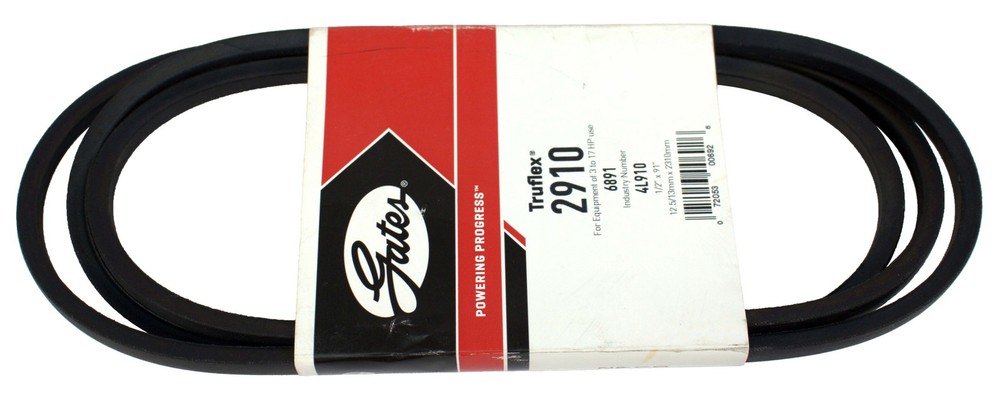 Gates®
POWERING PROGRESS™
Truflex®
2910
For Equipment of 3 to 17 HP use
6891
Industry Number
4L910
1/2" x 91"
12.5/13mm x 2310mm
0 72053 00692 6